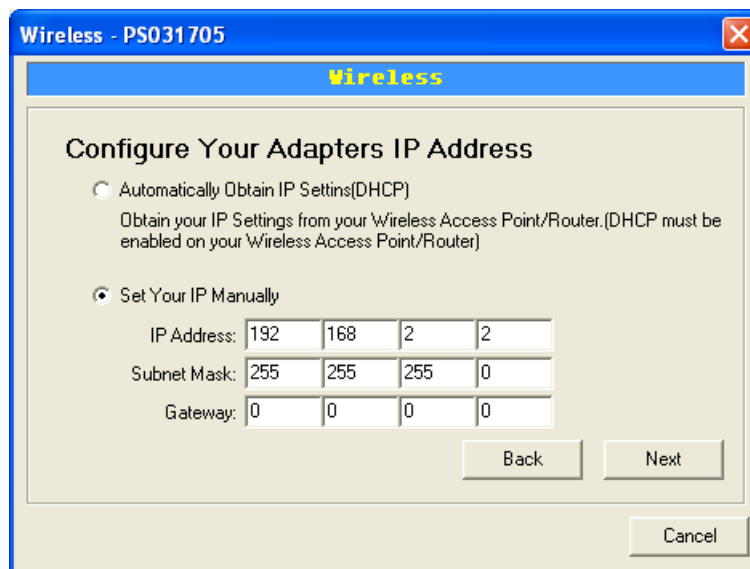 Wireless - PS031705
Wireless
Configure Your Adapters IP Address
Automatically Obtain IP Settins(DHCP)
Obtain your IP Settings from your Wireless Access Point/Router.(DHCP must be
enabled on your Wireless Access Point/Router)
Set Your IP Manually
IP Address: 192 168 2 2
Subnet Mask: 255 255 255 0
Gateway: 0 0 0 0
Back Next
Cancel